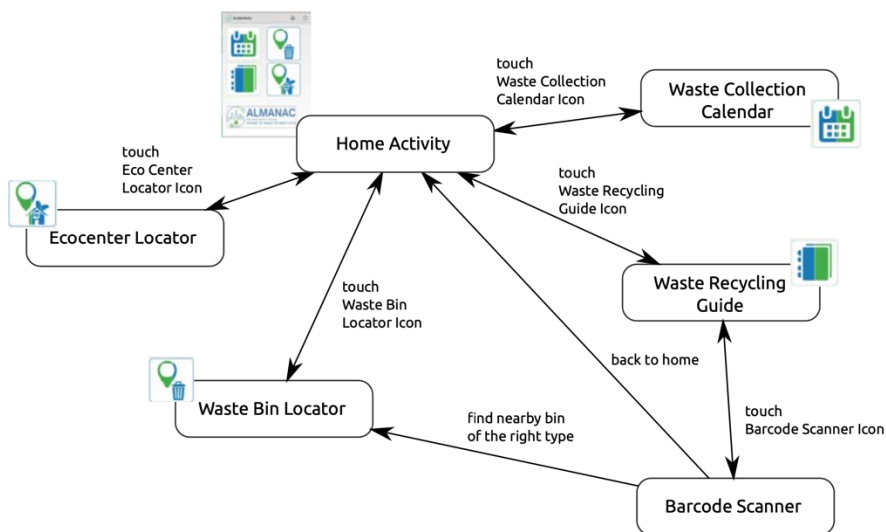 ALMANAC
ALMANAC
Home Activity
touch
Waste Collection
Calendar Icon
Waste Collection
Calendar
touch
Eco Center
Locator Icon
Ecocenter Locator
touch
Waste Recycling
Guide Icon
Waste Recycling
Guide
touch
Waste Bin
Locator Icon
Waste Bin Locator
back to home
find nearby bin
of the right type
touch
Barcode Scanner Icon
Barcode Scanner